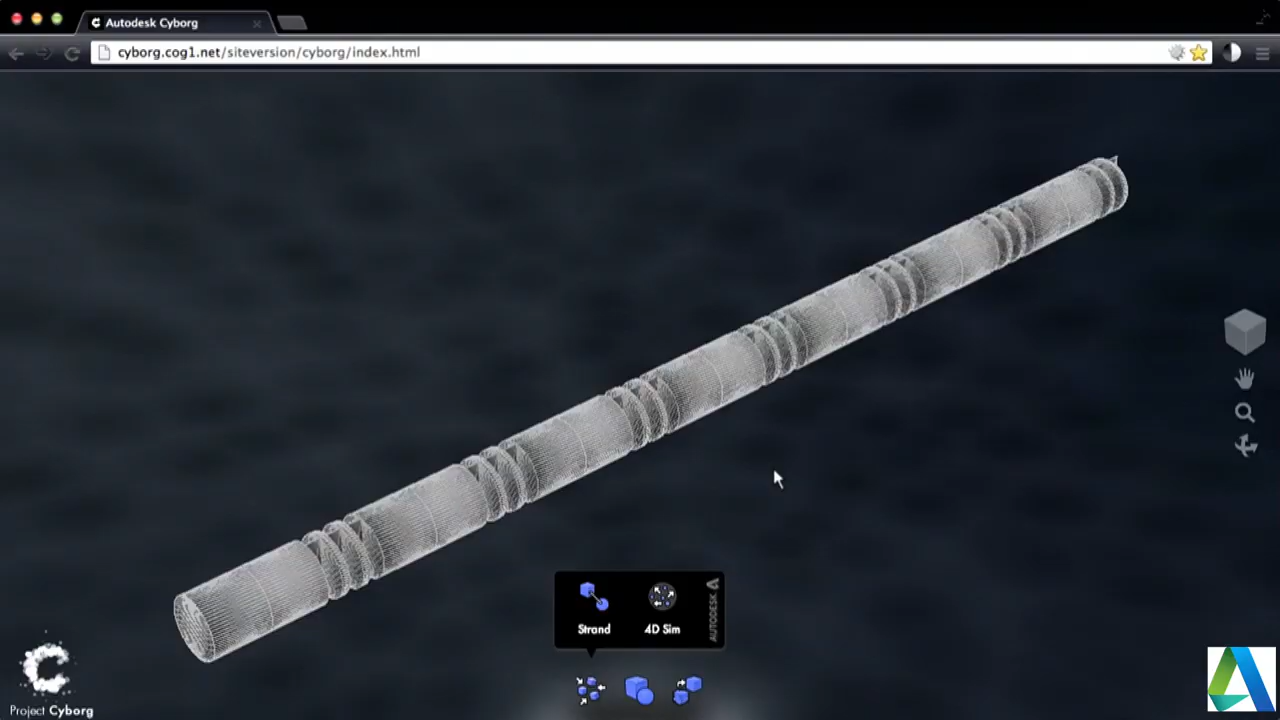 Autodesk Cyborg
cyborg.cog1.net/siteversion/cyborg/index.html
Strand
4D Sim
AUTODESK
Project Cyborg